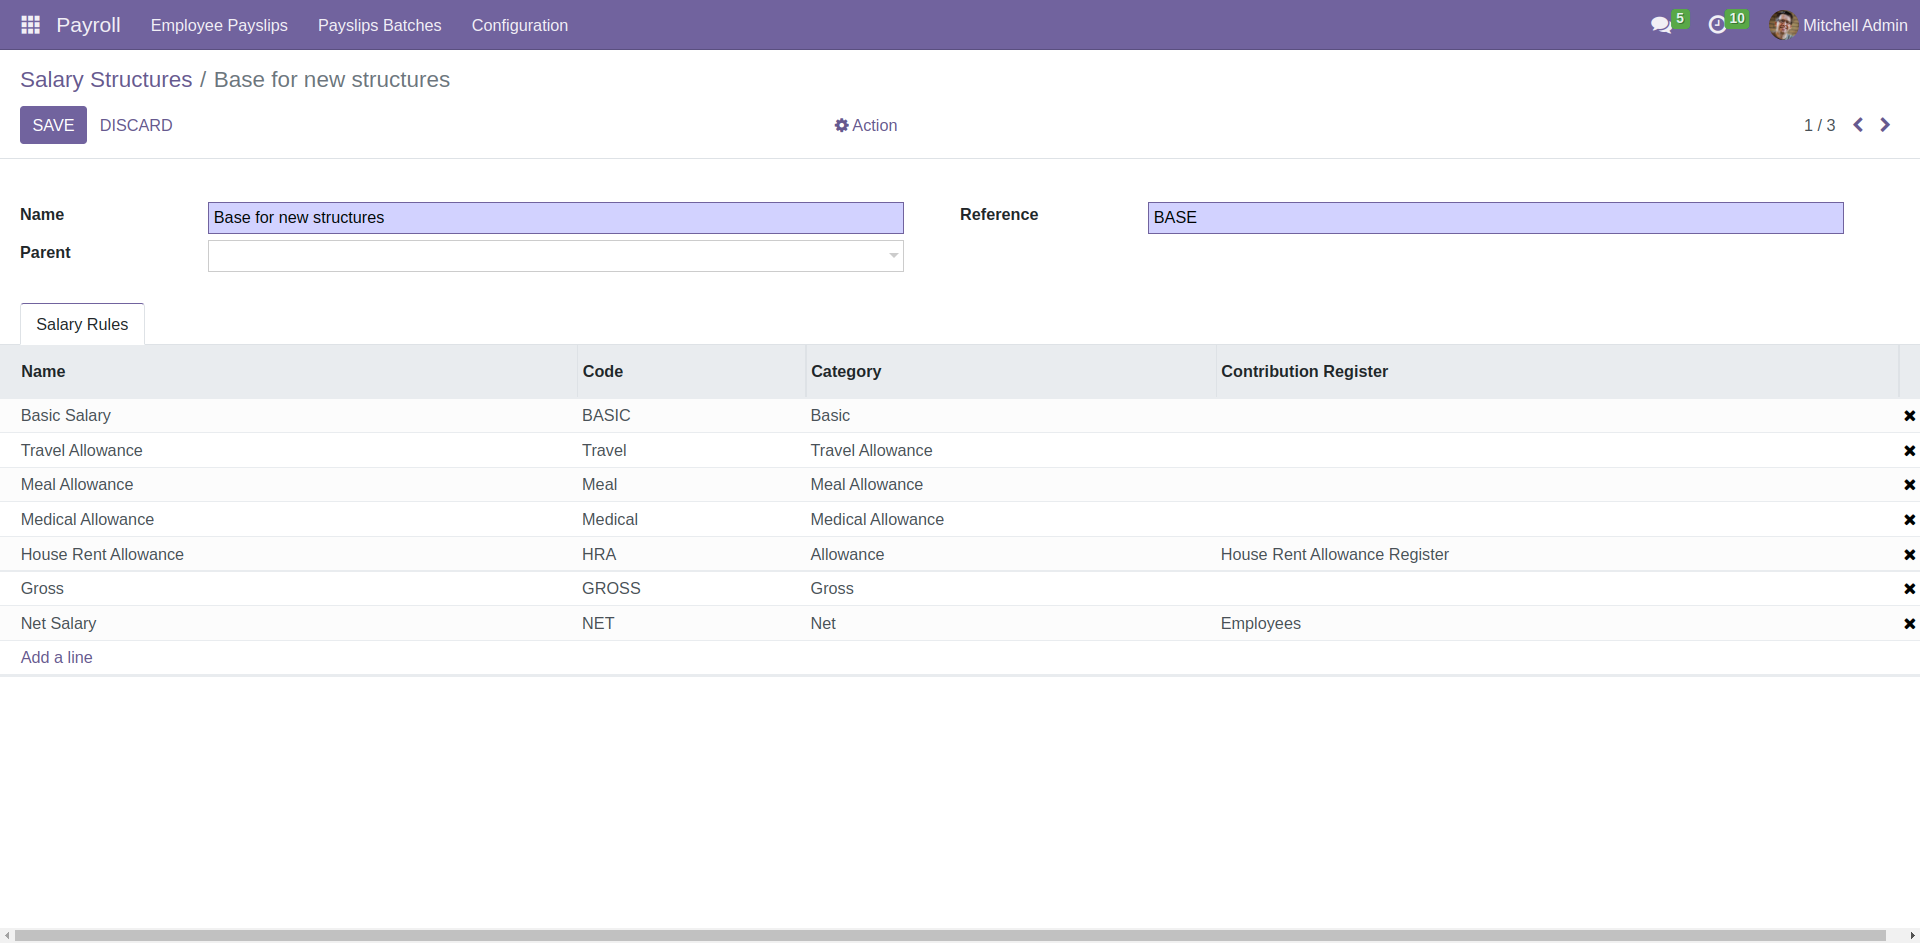 Payroll Employee Payslips Payslips Batches Configuration 5 10 Mitchell Admin
Salary Structures / Base for new structures
SAVE DISCARD Action 1 / 3
Name Base for new structures Reference BASE
Parent
Salary Rules
Name Code Category Contribution Register
Basic Salary BASIC Basic
Travel Allowance Travel Travel Allowance
Meal Allowance Meal Meal Allowance
Medical Allowance Medical Medical Allowance
House Rent Allowance HRA Allowance House Rent Allowance Register
Gross GROSS Gross
Net Salary NET Net Employees
Add a line